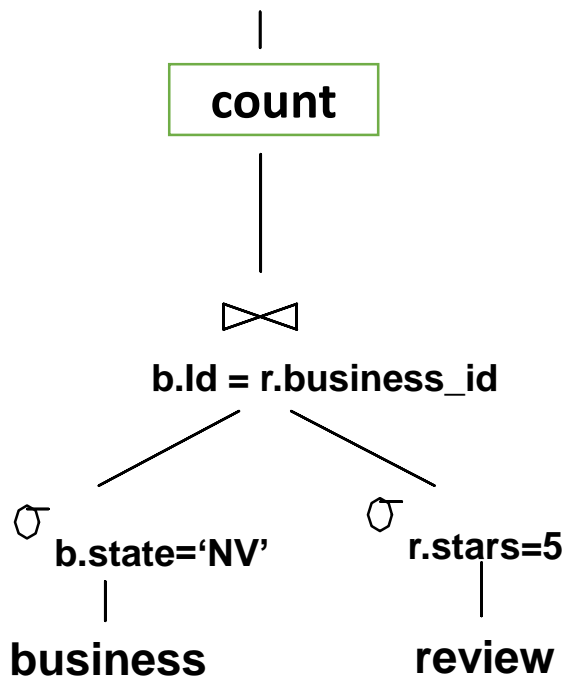 count
⋈
b.Id = r.business_id
σ b.state=‘NV’
σ r.stars=5
business
review